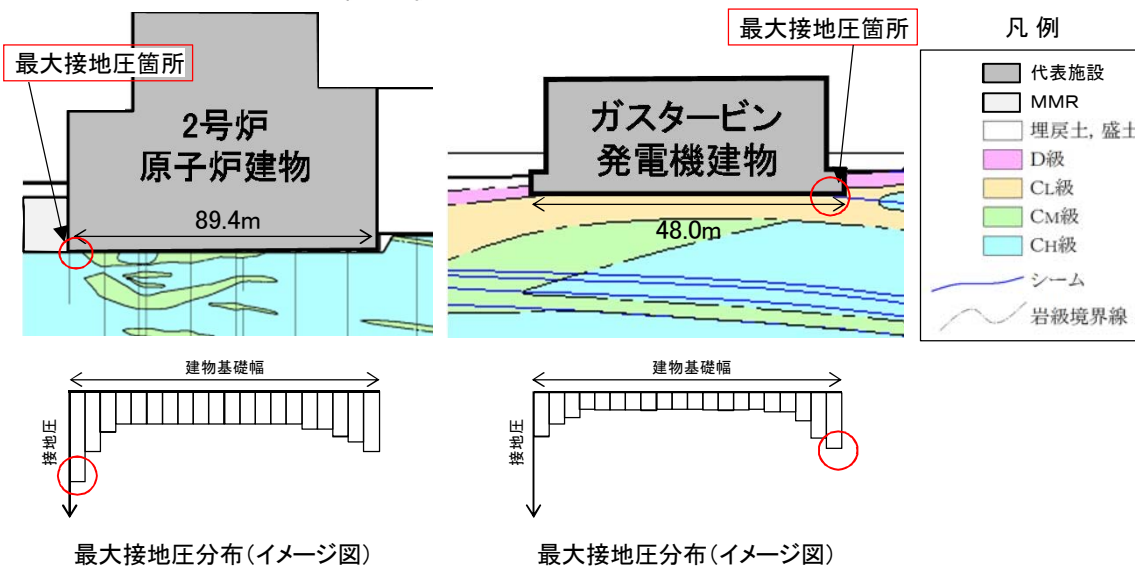 最大接地圧箇所
2号炉
原子炉建物
89.4m
最大接地圧箇所
ガスタービン
発電機建物
48.0m
凡 例
代表施設
MMR
埋戻土, 盛土
D級
CL級
CM級
CH級
シーム
岩級境界線
建物基礎幅
接地圧
最大接地圧分布(イメージ図)
建物基礎幅
接地圧
最大接地圧分布(イメージ図)